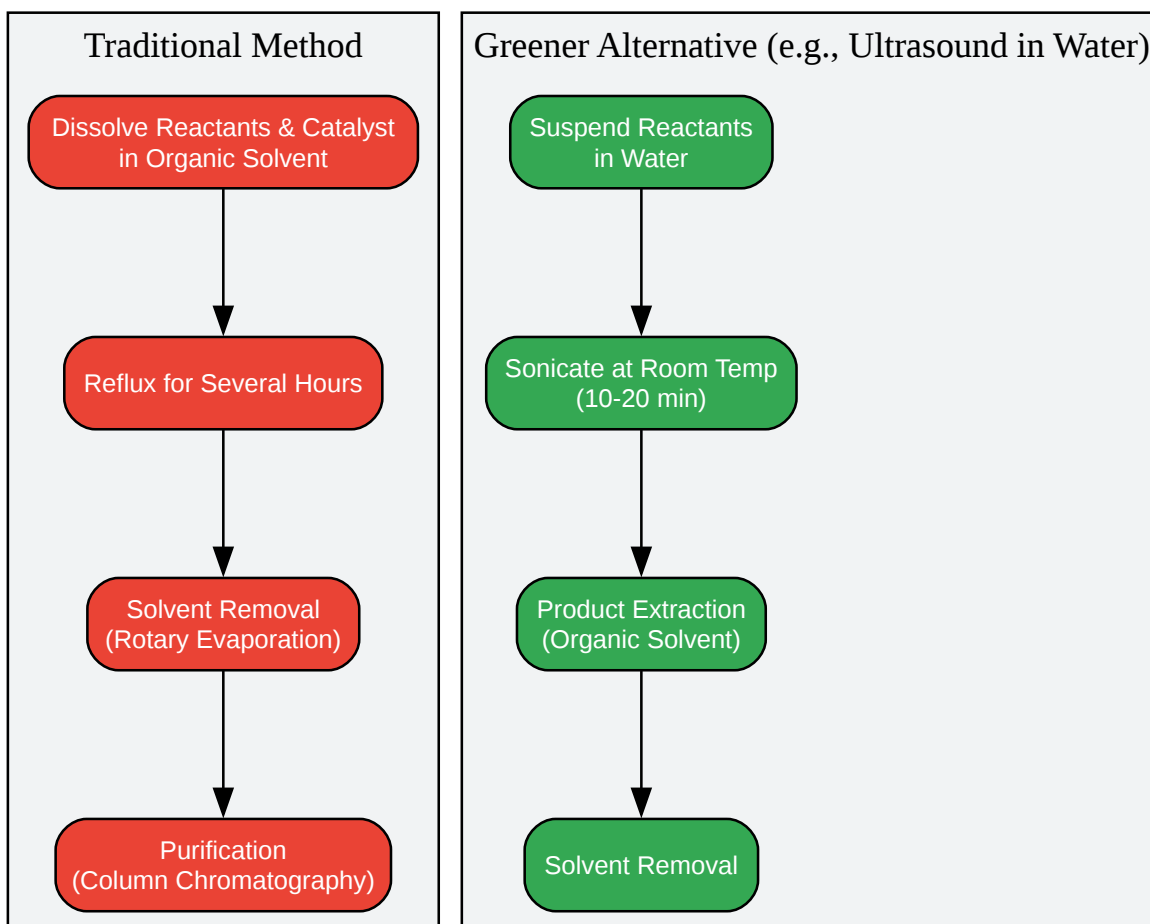 Traditional Method
Dissolve Reactants & Catalyst
in Organic Solvent
Reflux for Several Hours
Solvent Removal
(Rotary Evaporation)
Purification
(Column Chromatography)
Greener Alternative (e.g., Ultrasound in Water)
Suspend Reactants
in Water
Sonicate at Room Temp
(10-20 min)
Product Extraction
(Organic Solvent)
Solvent Removal